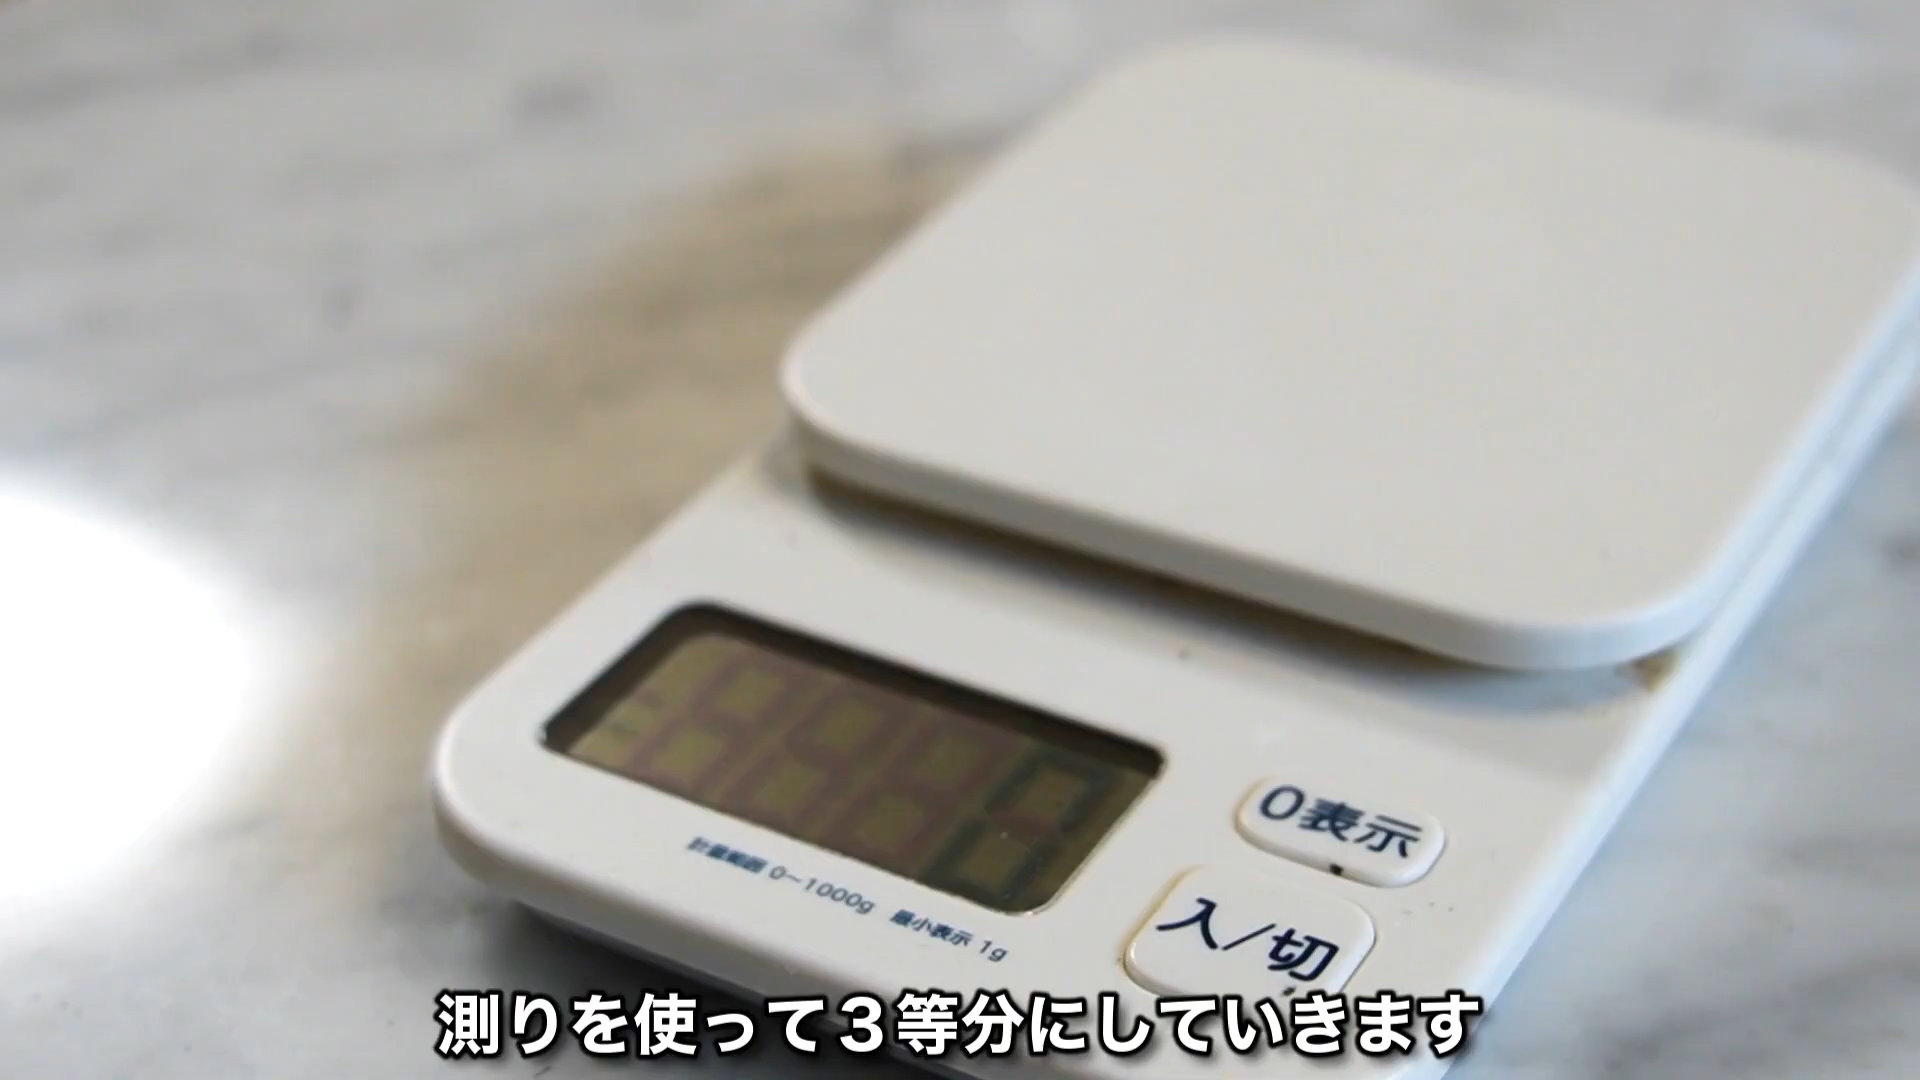 0
0表示
入/切
計量範囲 0〜1000g 最小表示 1g
測りを使って3等分にしていきます